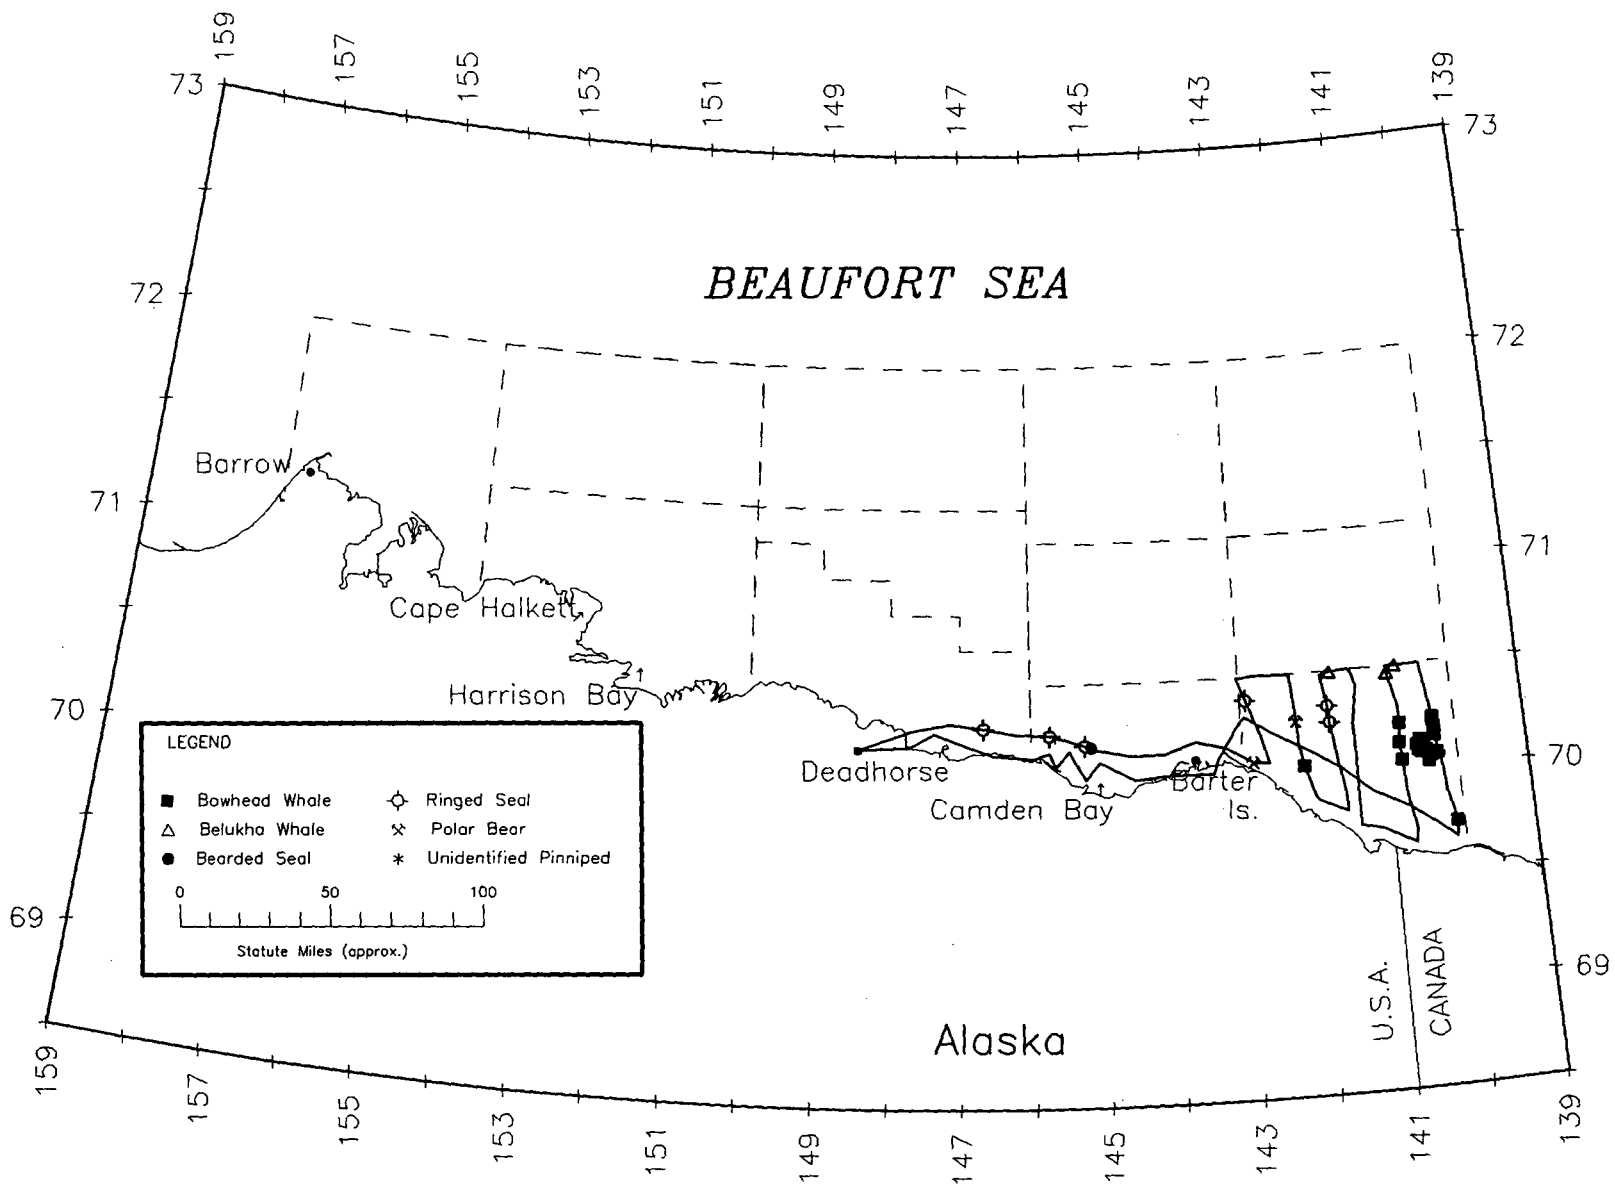 159 157 155 153 151 149 147 145 143 141 139
73 73
BEAUFORT SEA
72 72
Barrow
71 71
Cape Halkett
Harrison Bay
70 70
Deadhorse
Camden Bay
Barter
Is.
LEGEND
Bowhead Whale Ringed Seal
Belukha Whale Polar Bear
Bearded Seal Unidentified Pinniped
0 50 100
Statute Miles (approx.)
69 69
U.S.A.
CANADA
Alaska
159 157 155 153 151 149 147 145 143 141 139